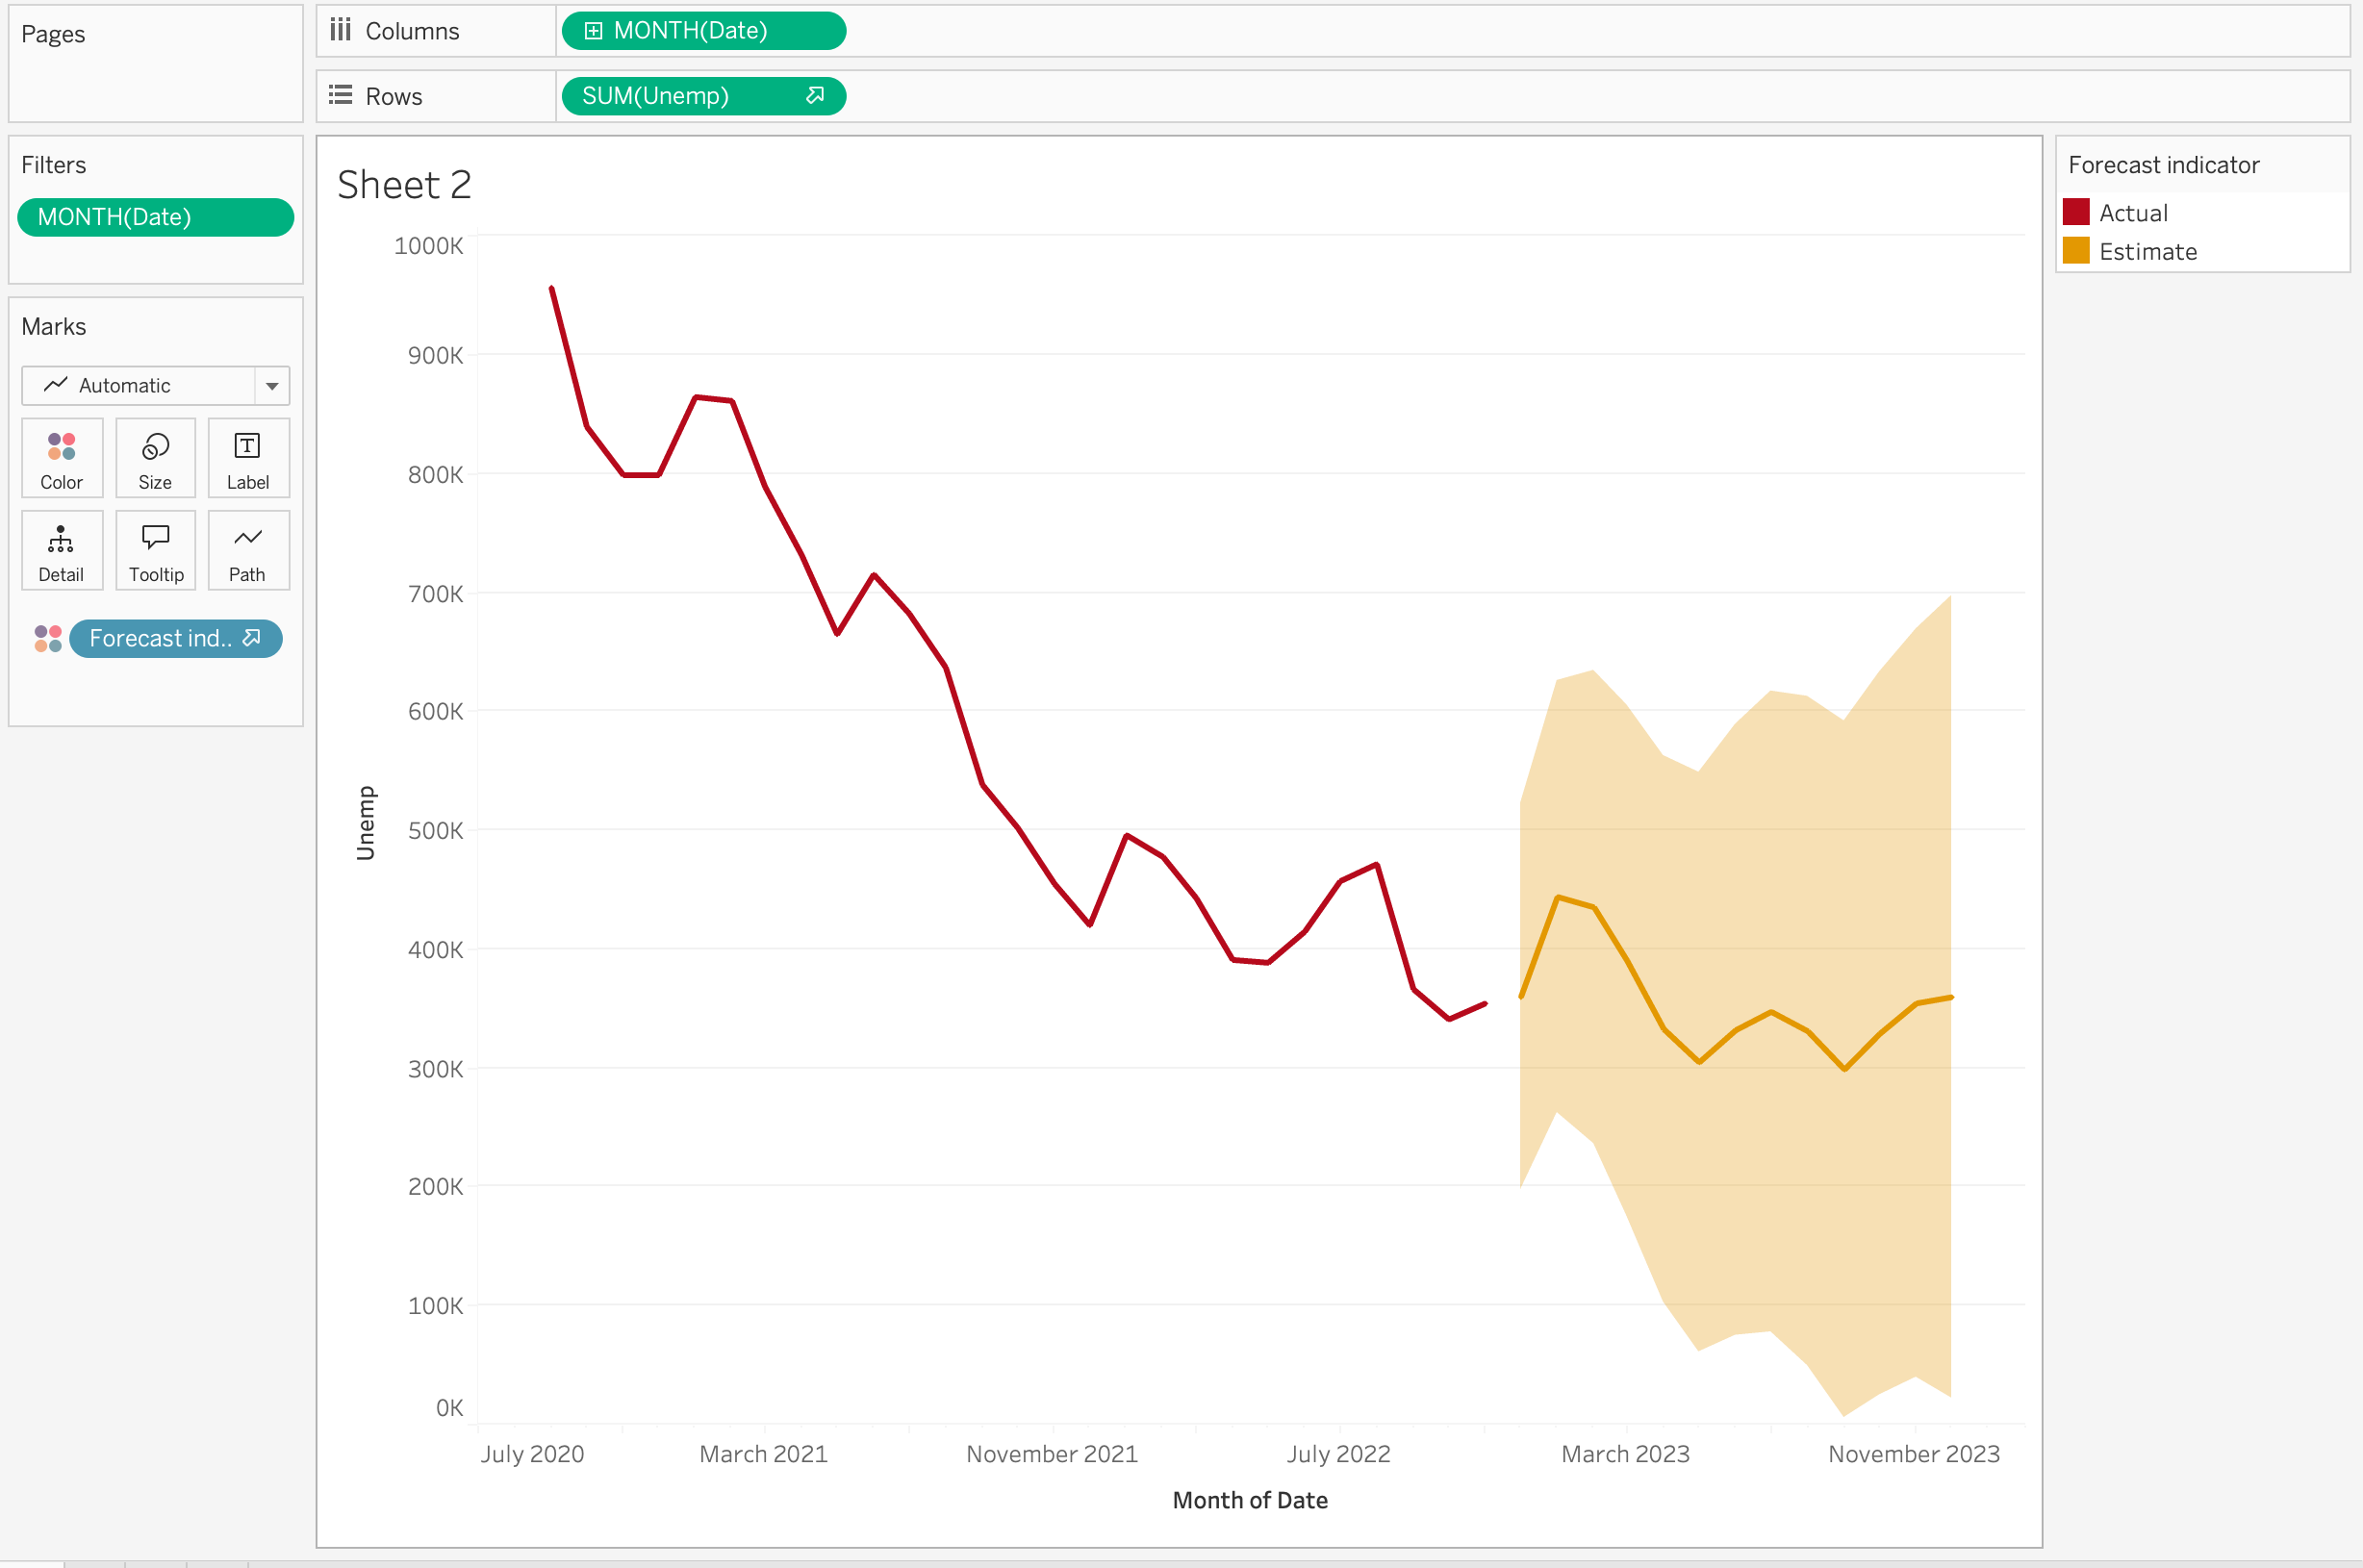 Pages
Columns
MONTH(Date)
Rows
SUM(Unemp)
Filters
MONTH(Date)
Marks
Automatic
Color
Size
T
Label
Detail
Tooltip
Path
Forecast ind..
Sheet 2
1000K
900K
800K
700K
600K
500K
400K
300K
200K
100K
0K
Unemp
July 2020
March 2021
November 2021
July 2022
March 2023
November 2023
Month of Date
Forecast indicator
Actual
Estimate